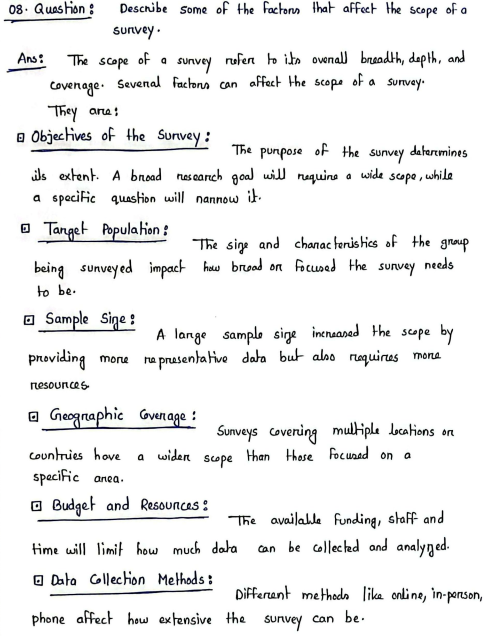 08. Question: Describe some of the factors that affect the scope of a
survey.
Ans: The scope of a survey refer to its overall breadth, depth, and
coverage. Several factors can affect the scope of a survey.
They are:
Objectives of the Survey:
The purpose of the survey determines
its extent. A broad research goal will require a wide scope, while
a specific question will narrow it.
Target Population:
The size and characteristics of the group
being surveyed impact how broad or focused the survey needs
to be.
Sample Size:
A large sample size increased the scope by
providing more representative data but also requires more
resources.
Geographic Coverage:
Surveys covering multiple locations or
countries have a wider scope than those focused on a
specific area.
Budget and Resources:
The available funding, staff and
time will limit how much data can be collected and analyzed.
Data Collection Methods:
Different methods like online, in-person,
phone affect how extensive the survey can be.